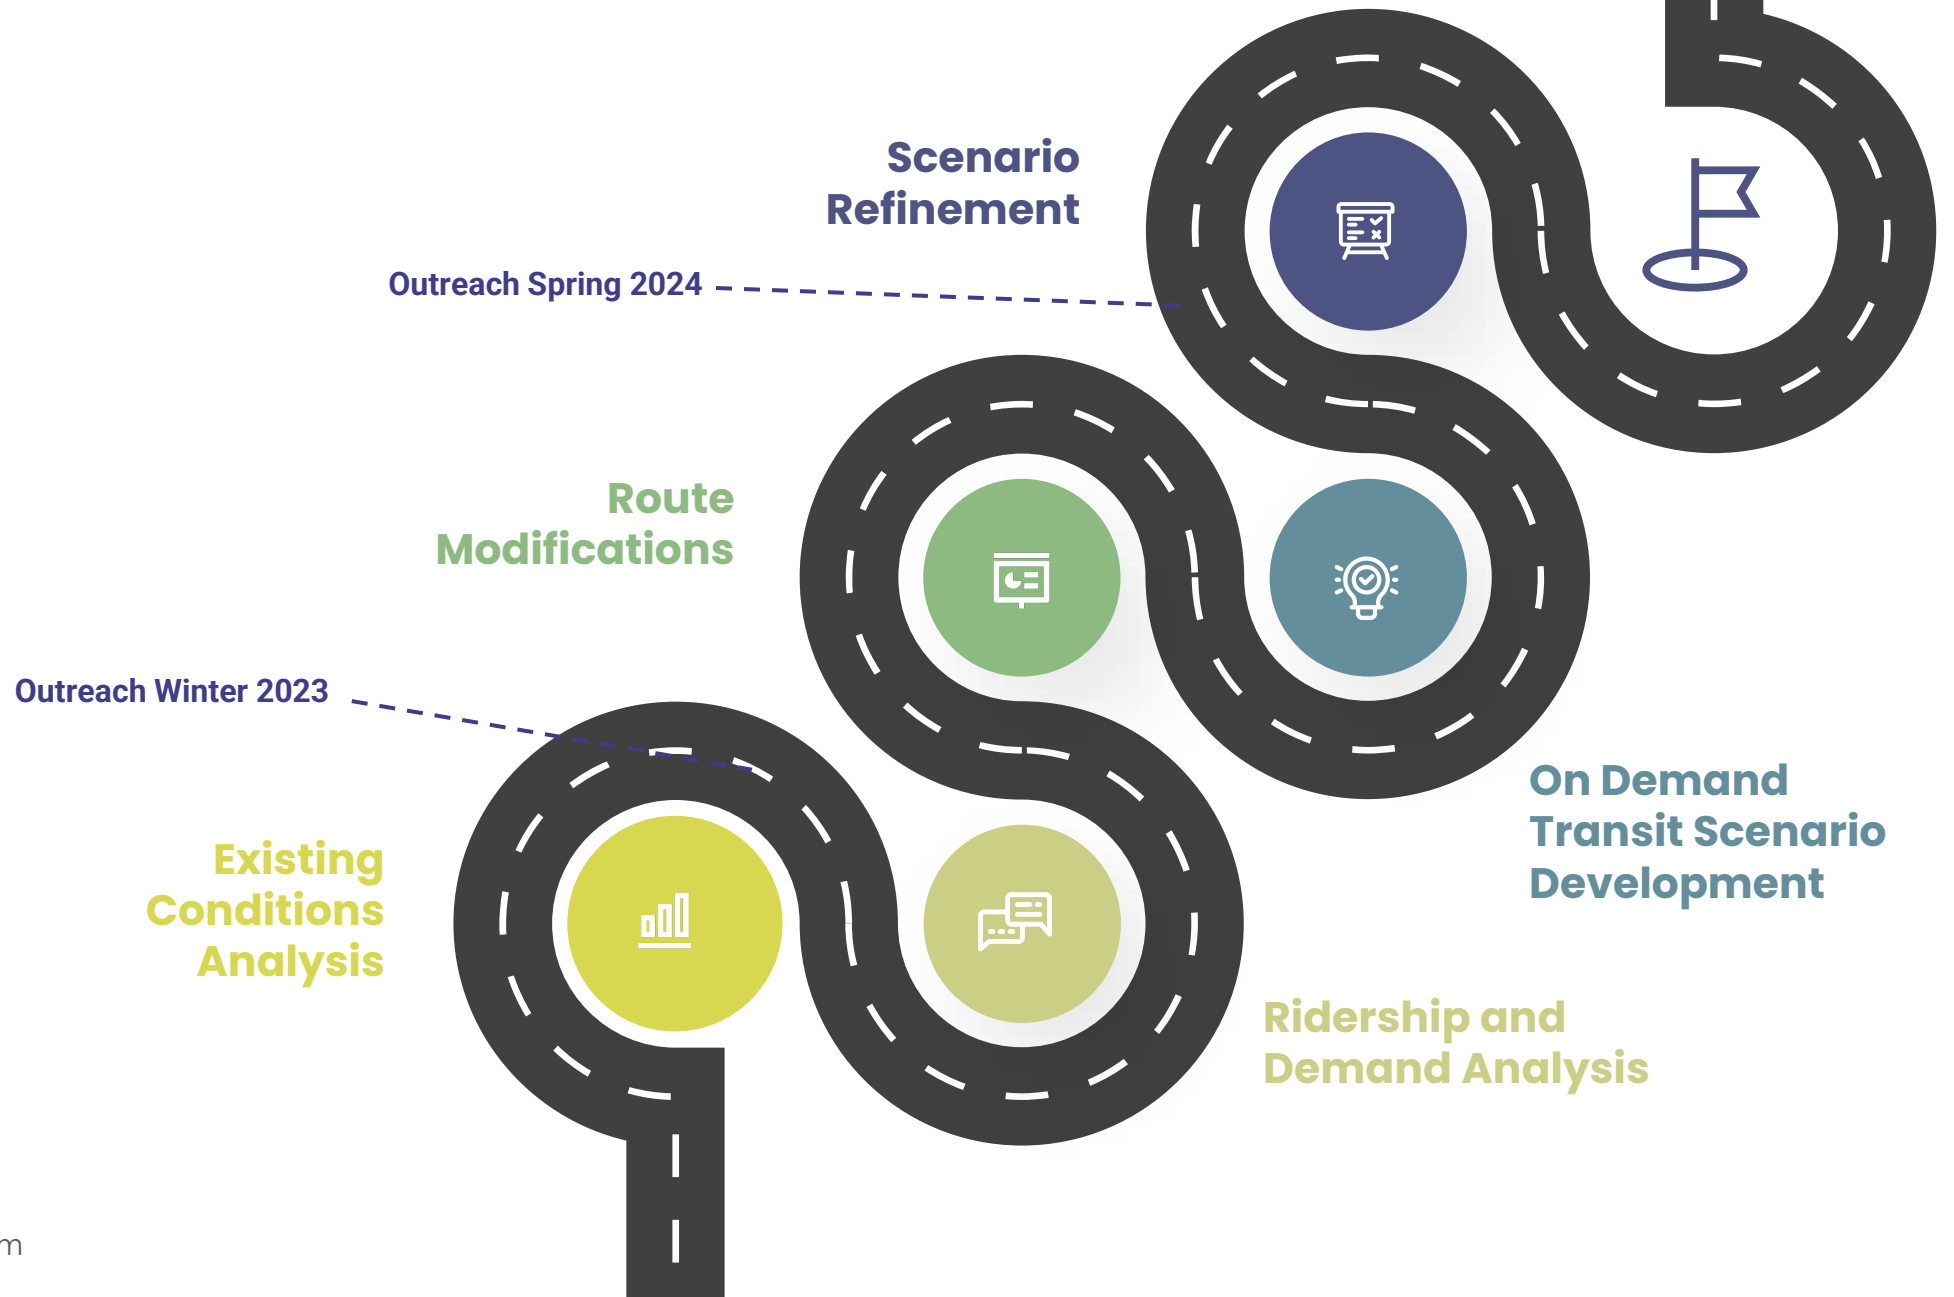 Scenario
Refinement
Outreach Spring 2024
Route
Modifications
Outreach Winter 2023
On Demand
Transit Scenario
Development
Existing
Conditions
Analysis
Ridership and
Demand Analysis
m